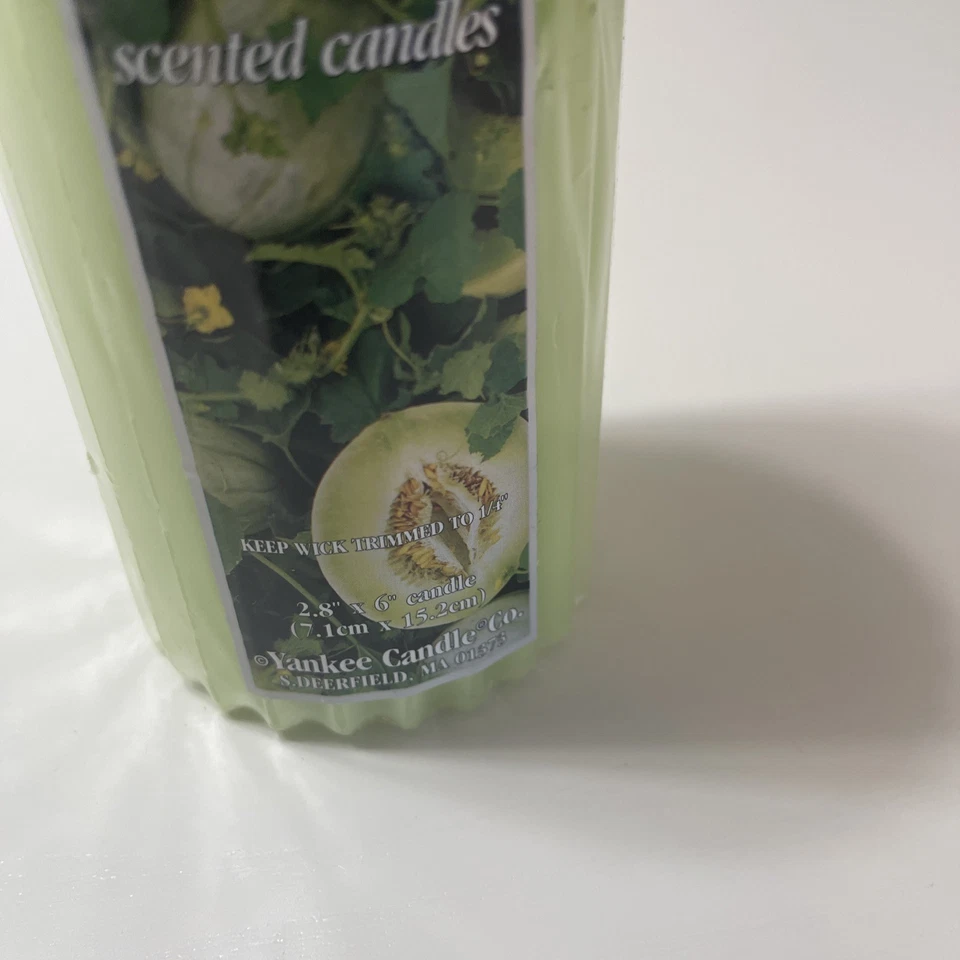 scented candles
KEEP WICK TRIMMED TO 1/4"
2.8" x 6" candle
(7.1cm x 15.2cm)
©Yankee Candle® Co.
S.DEERFIELD, MA 01373